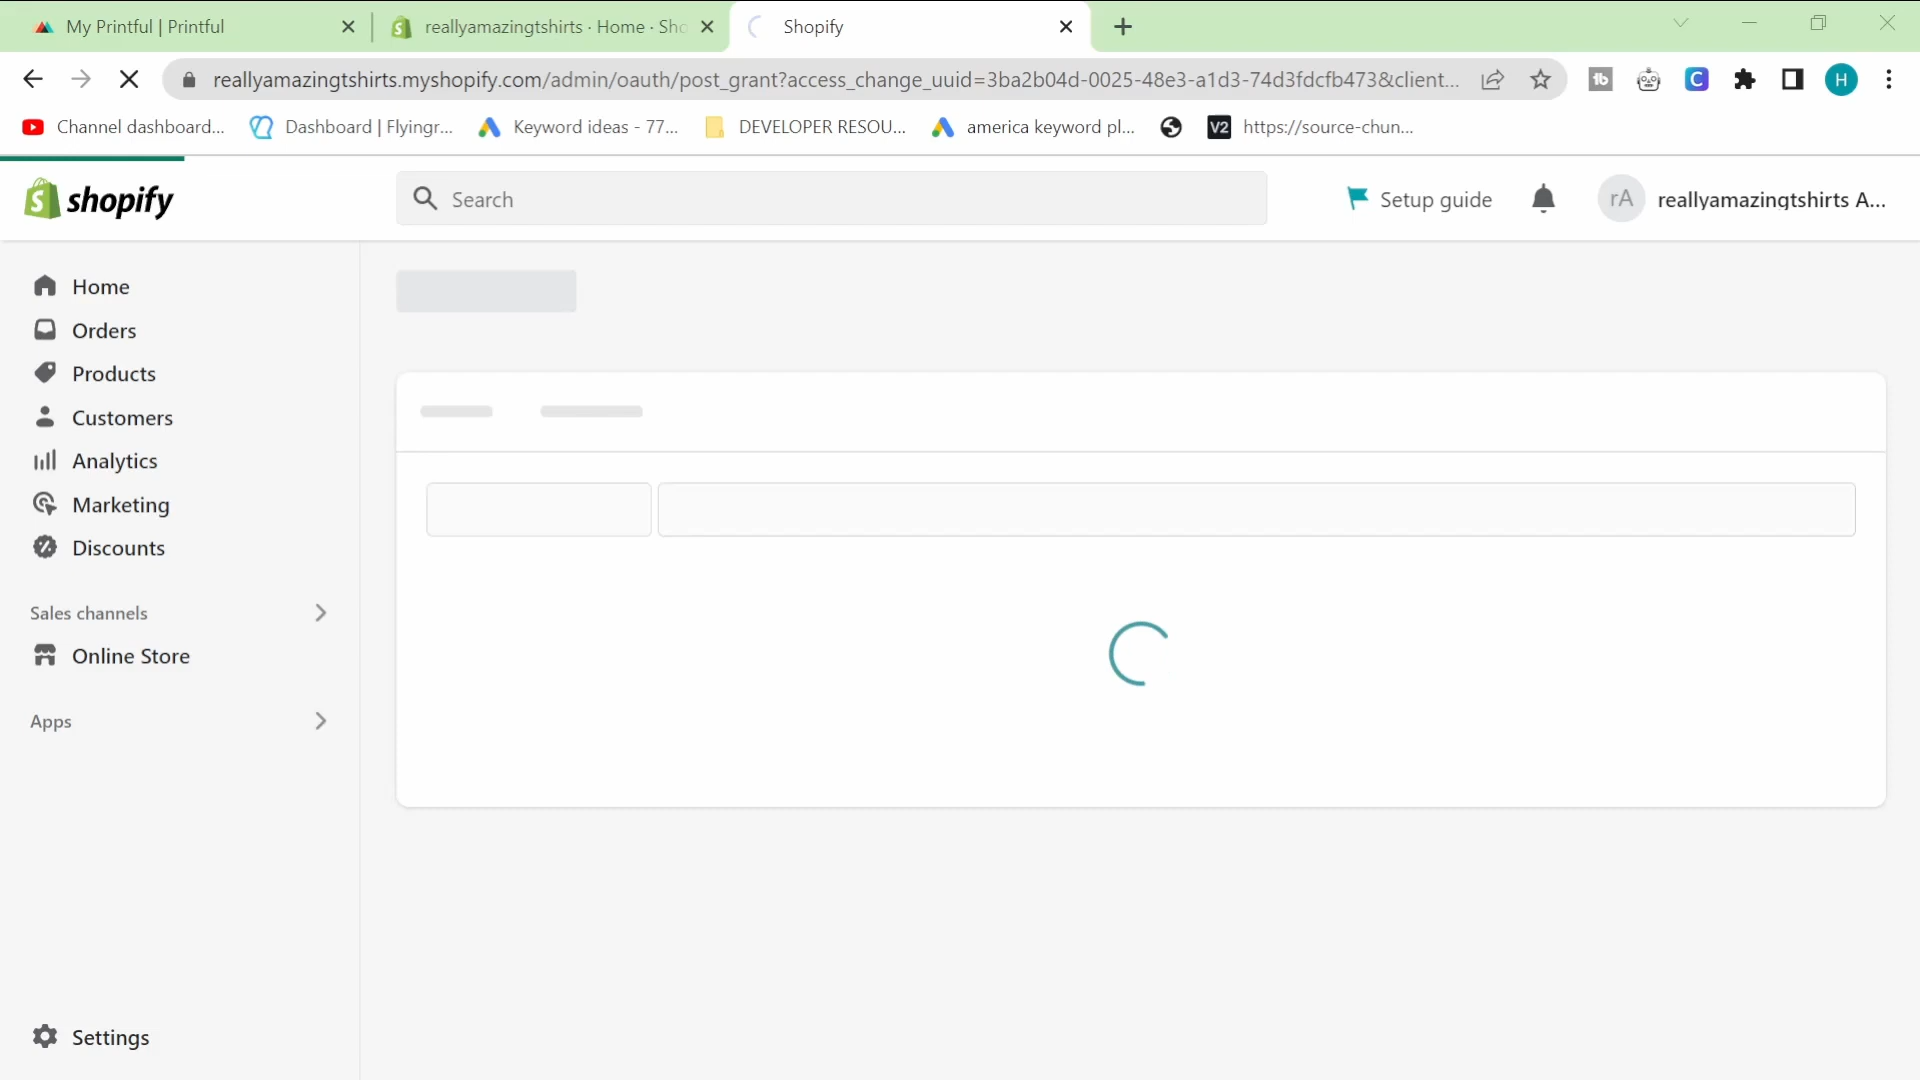 My Printful | Printful
reallyamazingtshirts · Home · Sho
Shopify
reallyamazingtshirts.myshopify.com/admin/oauth/post_grant?access_change_uuid=3ba2b04d-0025-48e3-a1d3-74d3fdcfb473&client...
tb
C
H
Channel dashboard...
Dashboard | Flyingr...
Keyword ideas - 77...
DEVELOPER RESOU...
america keyword pl...
V2
https://source-chun...
shopify
Search
Setup guide
rA
reallyamazingtshirts A...
Home
Orders
Products
Customers
Analytics
Marketing
Discounts
Sales channels
Online Store
Apps
Settings